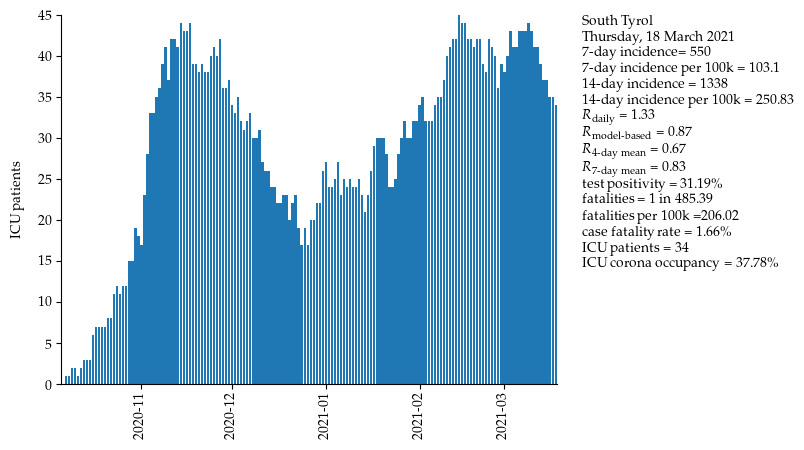 45
40
35
30
25
20
15
10
5
0
ICU patients
2020-11
2020-12
2021-01
2021-02
2021-03
South Tyrol
Thursday, 18 March 2021
7-day incidence= 550
7-day incidence per 100k = 103.1
14-day incidence = 1338
14-day incidence per 100k = 250.83
R daily = 1.33
R model-based = 0.87
R 4-day mean = 0.67
R 7-day mean = 0.83
test positivity = 31.19%
fatalities = 1 in 485.39
fatalities per 100k =206.02
case fatality rate = 1.66%
ICU patients = 34
ICU corona occupancy = 37.78%